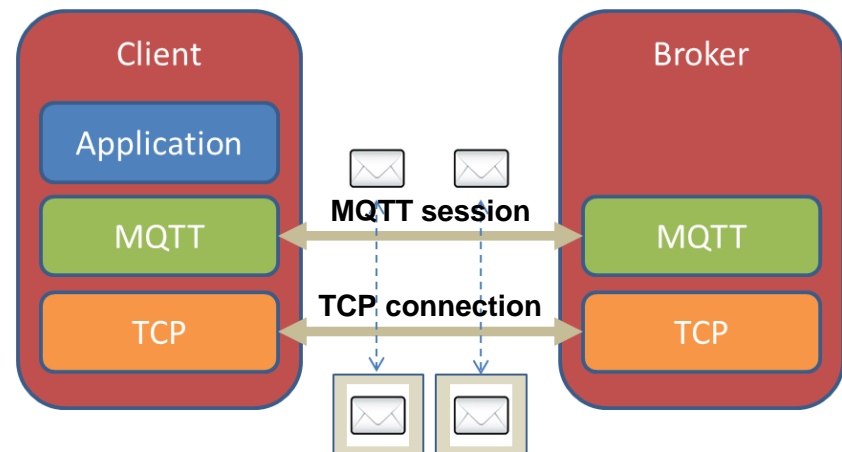 Client
Application
MQTT
TCP
MQTT session
TCP connection
Broker
MQTT
TCP